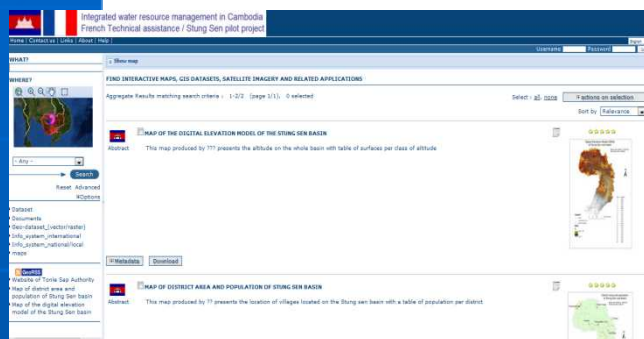 Integrated water resource management in Cambodia
French Technical assistance / Stung Sen pilot project
Home | Contact us | Links | About | Help |
Username Password
WHAT?
Show map
WHERE?
FIND INTERACTIVE MAPS, GIS DATASETS, SATELLITE IMAGERY AND RELATED APPLICATIONS
Aggregate Results matching search criteria : 1-2/2 (page 1/1), 0 selected
Select : all, none
actions on selection
Sort by Relevance
MAP OF THE DIGITAL ELEVATION MODEL OF THE STUNG SEN BASIN
Abstract This map produced by ?? presents the altitude on the whole basin with table of surfaces per class of altitude
- Any -
Search
Reset Advanced
Options
Dataset
Documents
Geo-dataset_(vector/raster)
Info_system_international
Info_system_national/local
maps
Metadata Download
GeoRSS
Website of Tonle Sap Authority
Map of district area and
population of Stung Sen basin
Map of the digital elevation
model of the Stung Sen basin
MAP OF DISTRICT AREA AND POPULATION OF STUNG SEN BASIN
Abstract This map produced by ?? presents the location of villages located on the Stung sen basin with a table of population per district